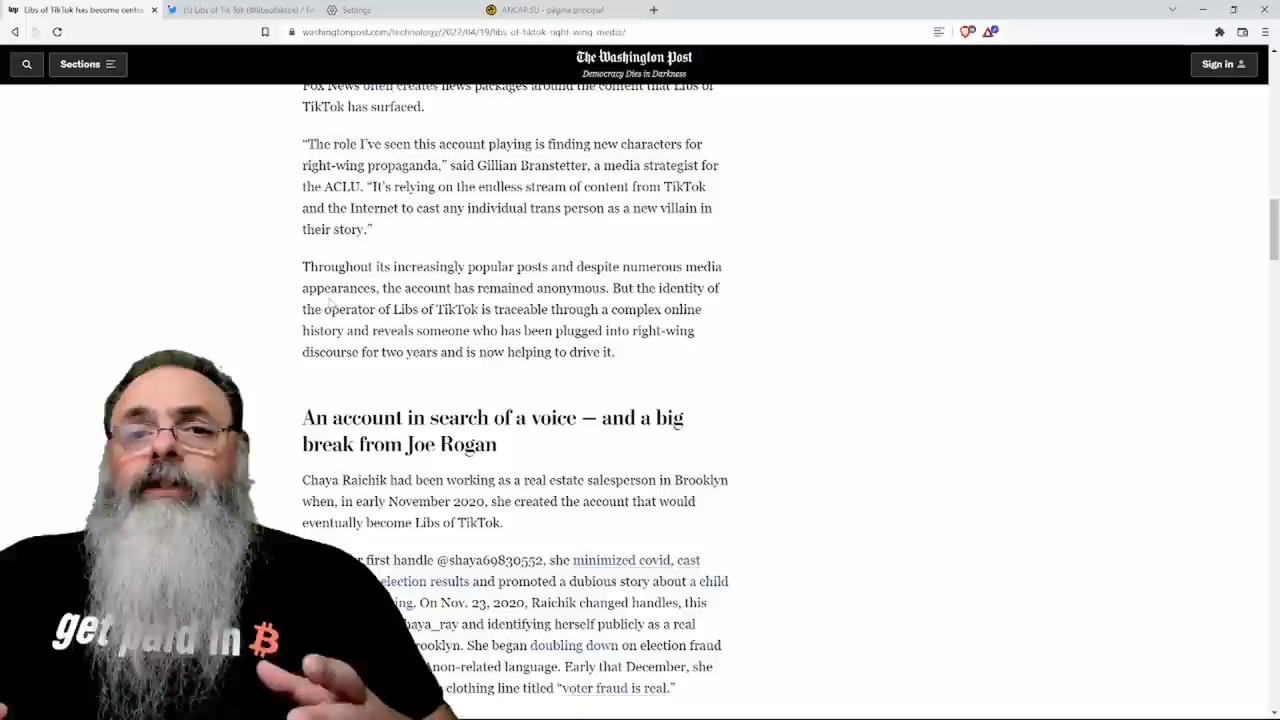 Libs of TikTok has become centra
(5) Libs of Tik Tok (@libsoftiktok) / Tw
Settings
ANCAP.SU - página principal
washingtonpost.com/technology/2022/04/19/libs-of-tiktok-right-wing-media/
Sections
The Washington Post
Democracy Dies in Darkness
Sign in
Fox News often creates news packages around the content that Libs of
TikTok has surfaced.
“The role I’ve seen this account playing is finding new characters for
right-wing propaganda,” said Gillian Branstetter, a media strategist for
the ACLU. “It’s relying on the endless stream of content from TikTok
and the Internet to cast any individual trans person as a new villain in
their story.”
Throughout its increasingly popular posts and despite numerous media
appearances, the account has remained anonymous. But the identity of
the operator of Libs of TikTok is traceable through a complex online
history and reveals someone who has been plugged into right-wing
discourse for two years and is now helping to drive it.
An account in search of a voice — and a big
break from Joe Rogan
Chaya Raichik had been working as a real estate salesperson in Brooklyn
when, in early November 2020, she created the account that would
eventually become Libs of TikTok.
first handle @shaya69830552, she minimized covid, cast
election results and promoted a dubious story about a child
ing. On Nov. 23, 2020, Raichik changed handles, this
haya_ray and identifying herself publicly as a real
rooklyn. She began doubling down on election fraud
Anon-related language. Early that December, she
clothing line titled “voter fraud is real.”
get paid in ₿